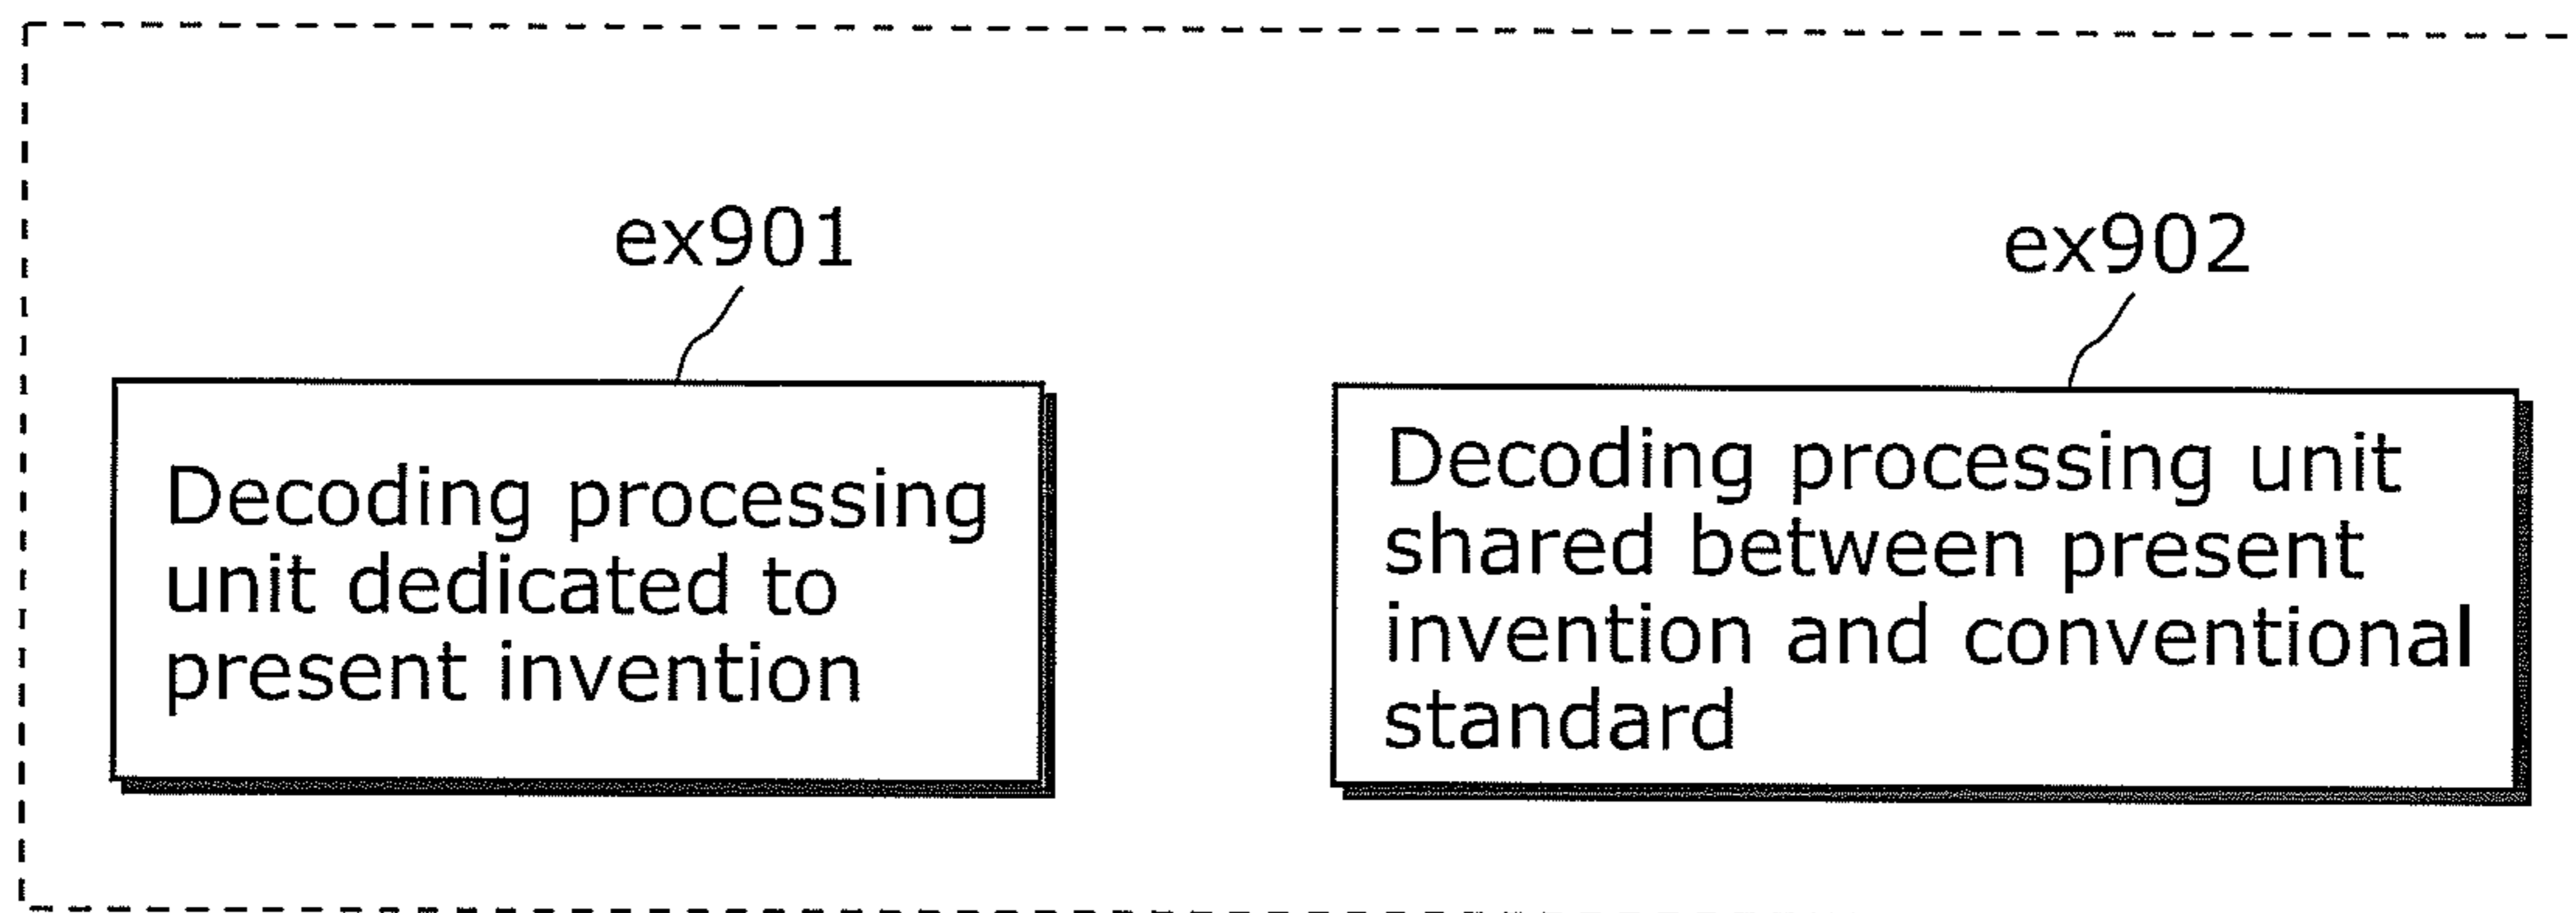 ex901
ex902
Decoding processing
unit dedicated to
present invention
Decoding processing unit
shared between present
invention and conventional
standard